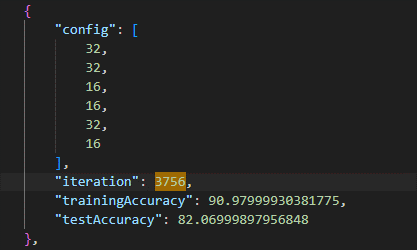 {
"config": [
32,
32,
16,
16,
32,
16
],
"iteration": 3756,
"trainingAccuracy": 90.97999930381775,
"testAccuracy": 82.06999897956848
},